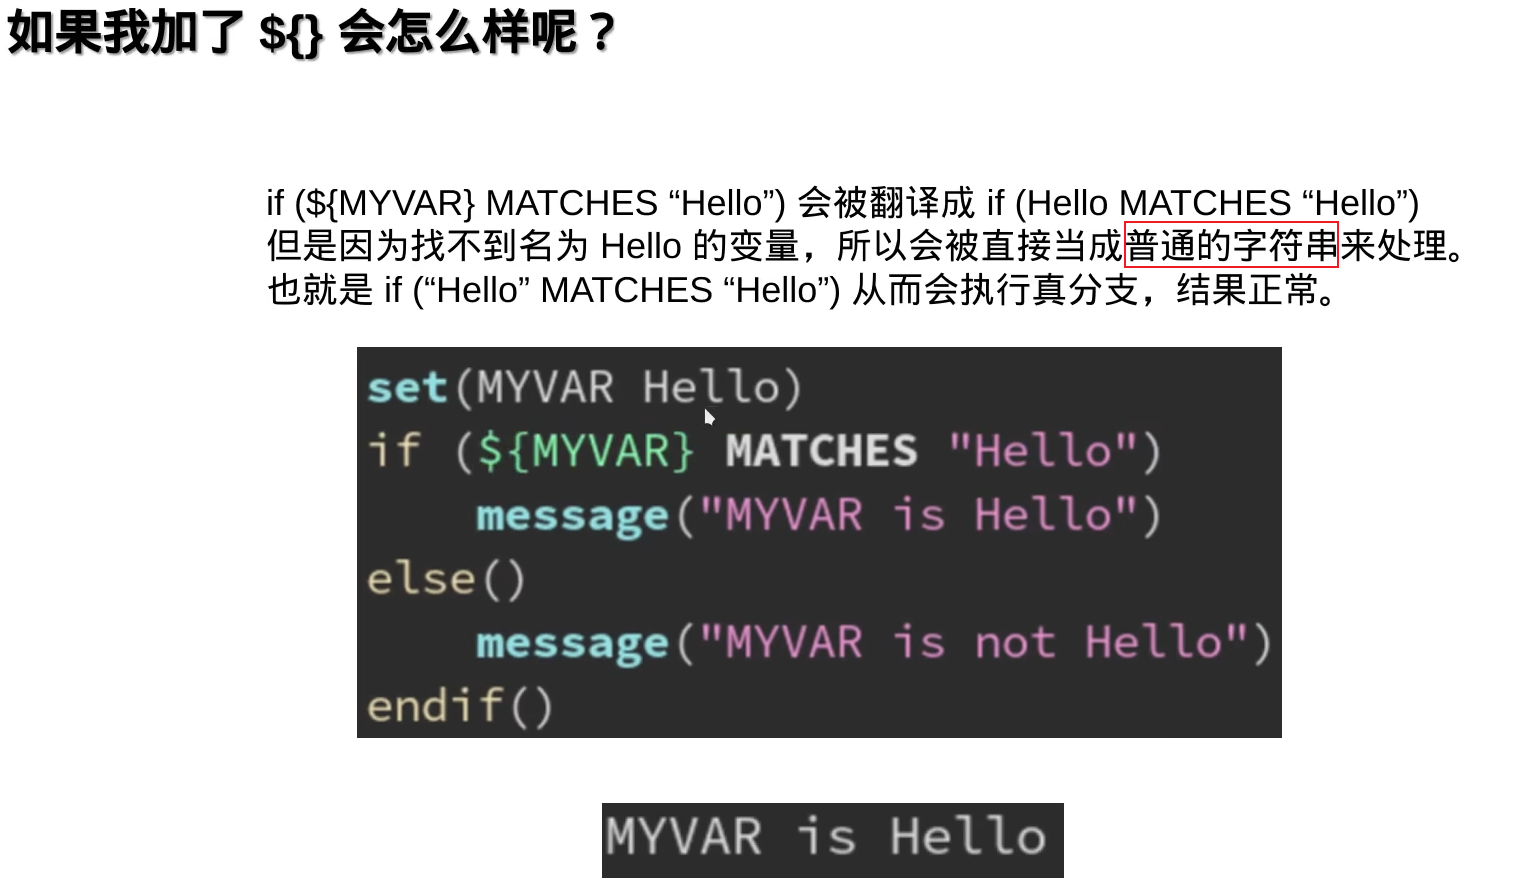 如果我加了 ${} 会怎么样呢？
if (${MYVAR} MATCHES “Hello”) 会被翻译成 if (Hello MATCHES “Hello”)
但是因为找不到名为 Hello 的变量，所以会被直接当成普通的字符串来处理。
也就是 if (“Hello” MATCHES “Hello”) 从而会执行真分支，结果正常。
set(MYVAR Hello)
if (${MYVAR} MATCHES "Hello")
    message("MYVAR is Hello")
else()
    message("MYVAR is not Hello")
endif()
MYVAR is Hello